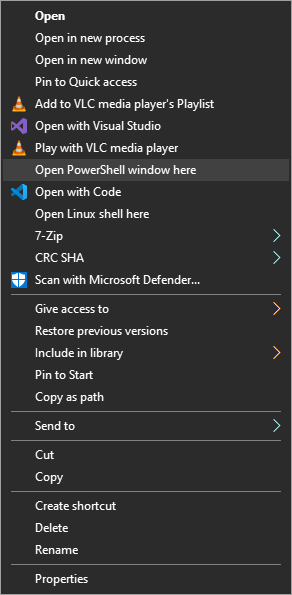 Open
Open in new process
Open in new window
Pin to Quick access
Add to VLC media player's Playlist
Open with Visual Studio
Play with VLC media player
Open PowerShell window here
Open with Code
Open Linux shell here
7-Zip
CRC SHA
Scan with Microsoft Defender...
Give access to
Restore previous versions
Include in library
Pin to Start
Copy as path
Send to
Cut
Copy
Create shortcut
Delete
Rename
Properties